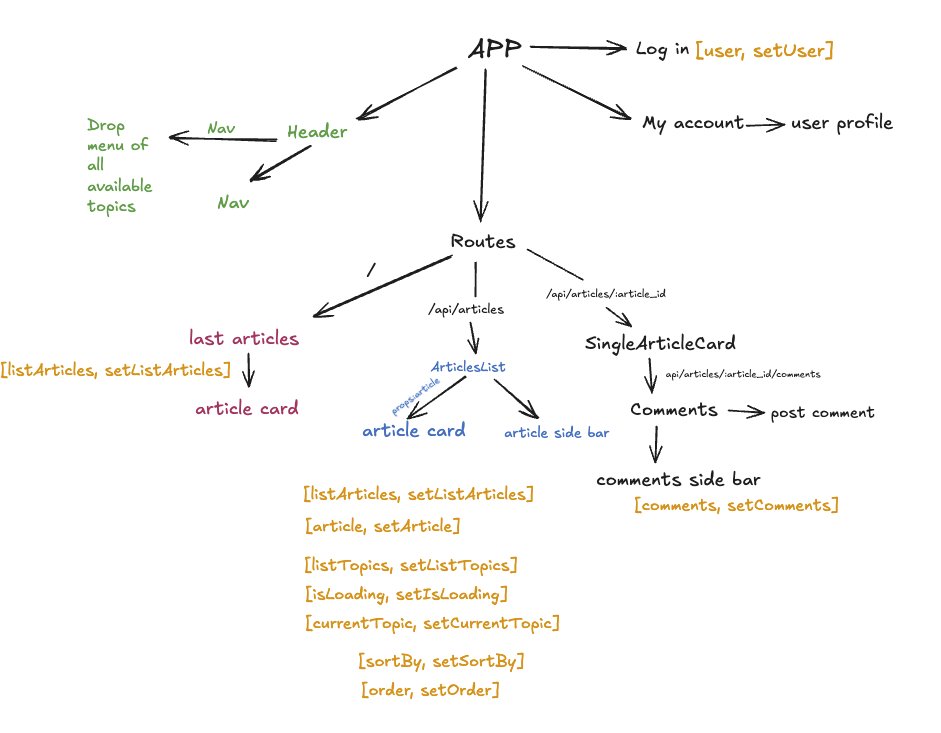 APP
Log in [user, setUser]
My account
user profile
Header
Nav
Drop
menu of
all
available
topics
Nav
Routes
/
/api/articles
/api/articles/:article_id
last articles
[listArticles, setListArticles]
article card
ArticlesList
props:article
article card
article side bar
SingleArticleCard
api/articles/:article_id/comments
Comments
post comment
comments side bar
[comments, setComments]
[listArticles, setListArticles]
[article, setArticle]
[listTopics, setListTopics]
[isLoading, setIsLoading]
[currentTopic, setCurrentTopic]
[sortBy, setSortBy]
[order, setOrder]